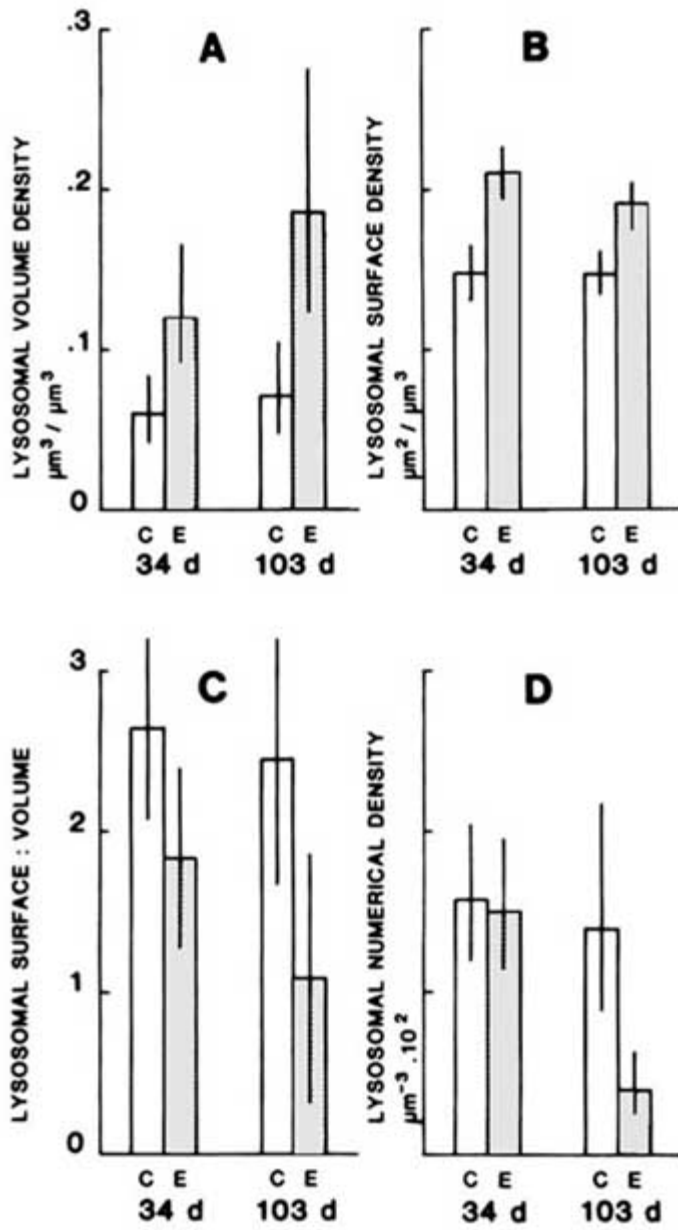 A
LYSOSOMAL VOLUME DENSITY
µm³ / µm³
.3
.2
.1
0
C E C E
34 d 103 d
B
LYSOSOMAL SURFACE DENSITY
µm² / µm³
C E C E
34 d 103 d
C
LYSOSOMAL SURFACE : VOLUME
3
2
1
0
C E C E
34 d 103 d
D
LYSOSOMAL NUMERICAL DENSITY
µm⁻³ .10²
C E C E
34 d 103 d